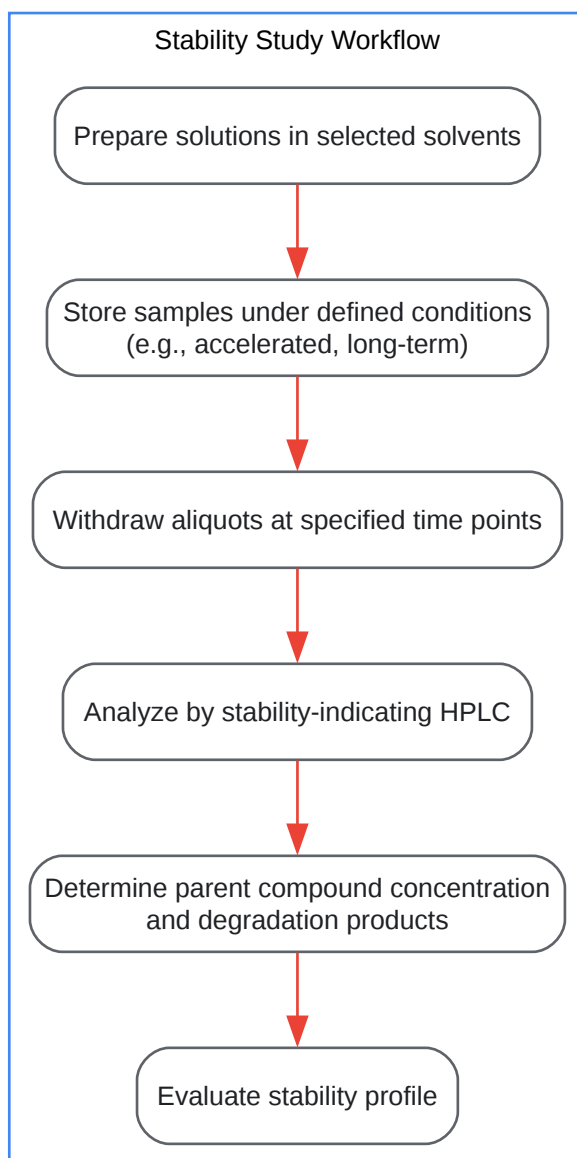 Stability Study Workflow
Prepare solutions in selected solvents
Store samples under defined conditions
(e.g., accelerated, long-term)
Withdraw aliquots at specified time points
Analyze by stability-indicating HPLC
Determine parent compound concentration
and degradation products
Evaluate stability profile